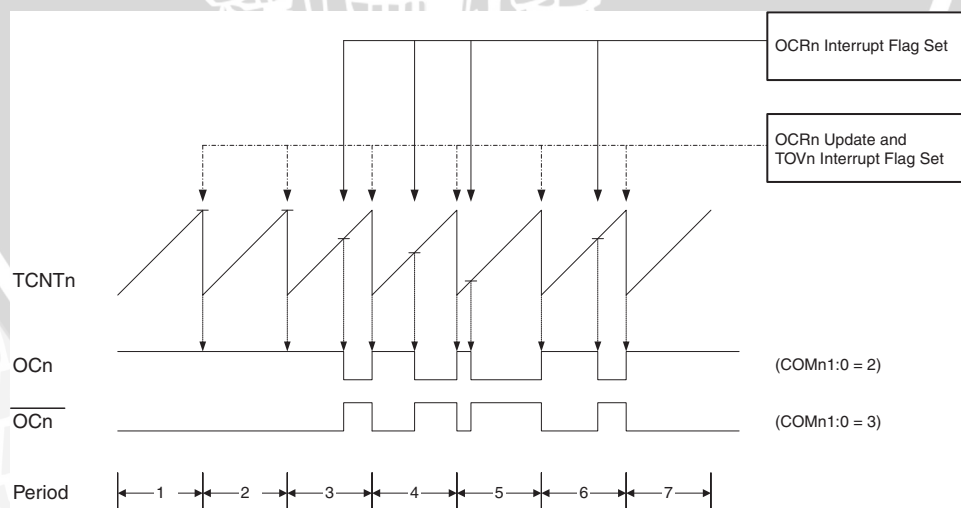 OCRn Interrupt Flag Set
OCRn Update and
TOVn Interrupt Flag Set
TCNTn
OCn
(COMn1:0 = 2)
OCn
(COMn1:0 = 3)
Period
1 2 3 4 5 6 7